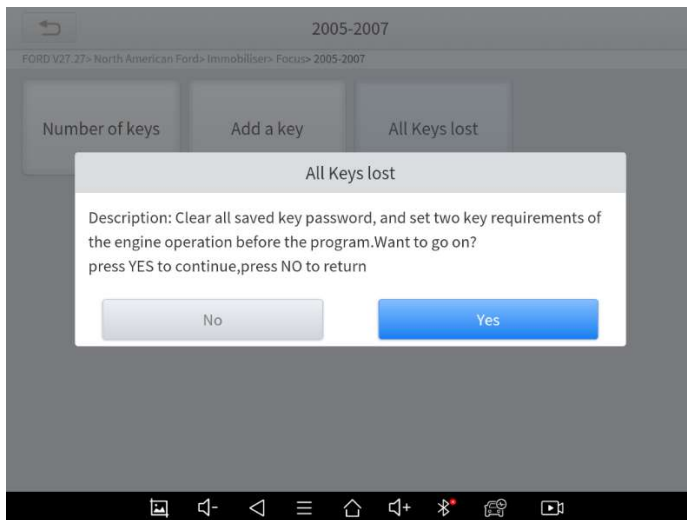 2005-2007
FORD V27.27> North American Ford> Immobiliser> Focus> 2005-2007
Number of keys
Add a key
All Keys lost
All Keys lost
Description: Clear all saved key password, and set two key requirements of
the engine operation before the program.Want to go on?
press YES to continue,press NO to return
No
Yes